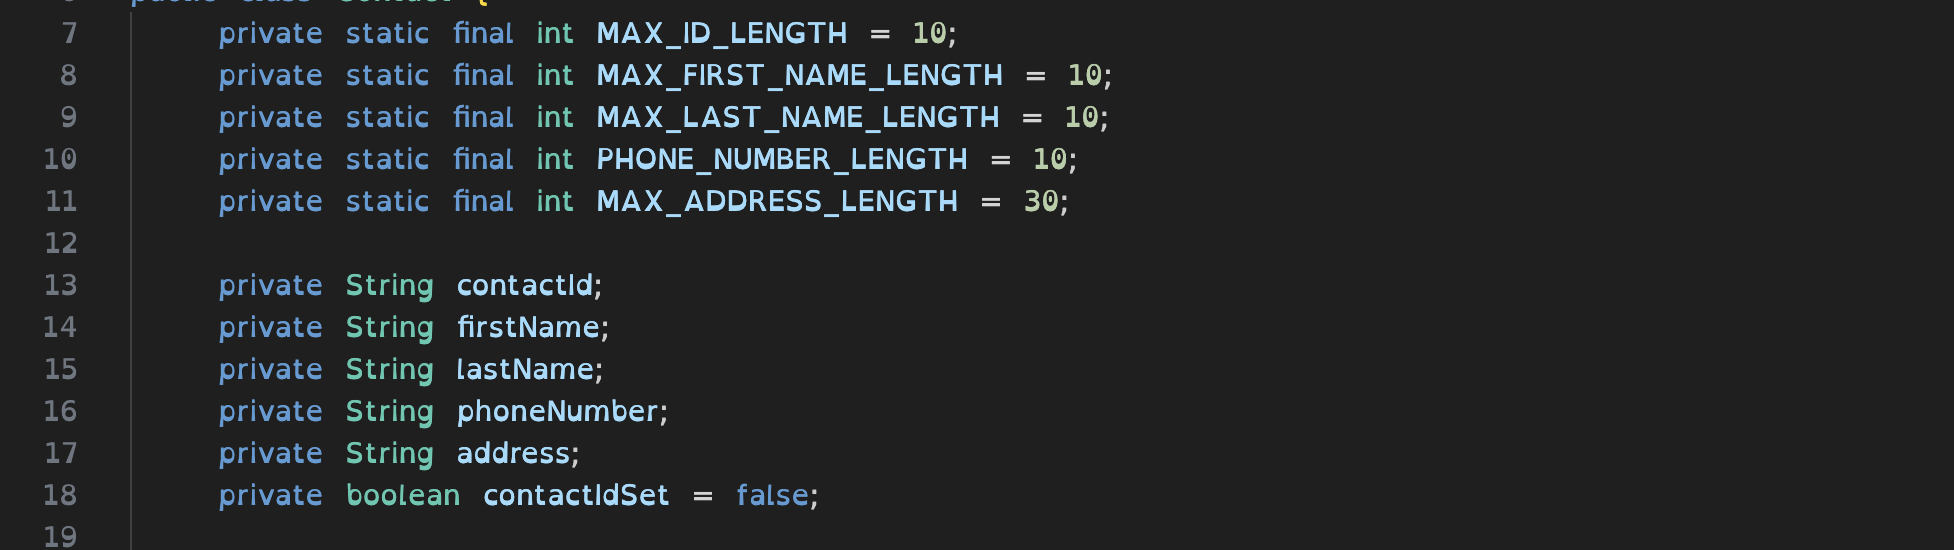 7 private static final int MAX_ID_LENGTH = 10;
8 private static final int MAX_FIRST_NAME_LENGTH = 10;
9 private static final int MAX_LAST_NAME_LENGTH = 10;
10 private static final int PHONE_NUMBER_LENGTH = 10;
11 private static final int MAX_ADDRESS_LENGTH = 30;
12
13 private String contactId;
14 private String firstName;
15 private String lastName;
16 private String phoneNumber;
17 private String address;
18 private boolean contactIdSet = false;
19